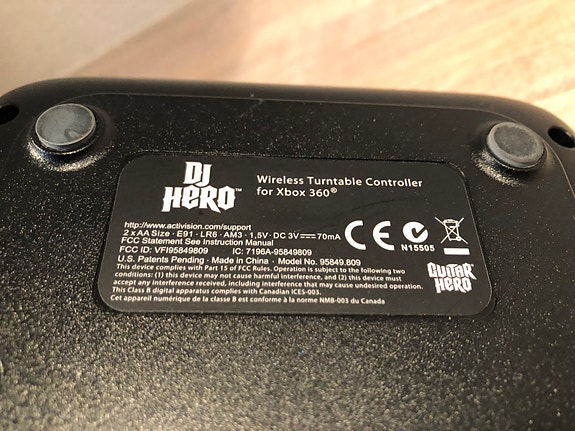 DJ HERO™
Wireless Turntable Controller
for Xbox 360®
http://www.activision.com/support
2 x AA Size · E91 · LR6 · AM3 · 1,5V · DC 3V ⎓ 70mA
FCC Statement See Instruction Manual
FCC ID: VFI95849809 IC: 7196A-95849809
U.S. Patents Pending · Made in China · Model No. 95849.809
CE
N15505
This device complies with Part 15 of FCC Rules. Operation is subject to the following two
conditions: (1) this device may not cause harmful interference, and (2) this device must
accept any interference received, including interference that may cause undesired operation.
This Class B digital apparatus complies with Canadian ICES-003.
Cet appareil numérique de la classe B est conforme à la norme NMB-003 du Canada
GUITAR
HERO